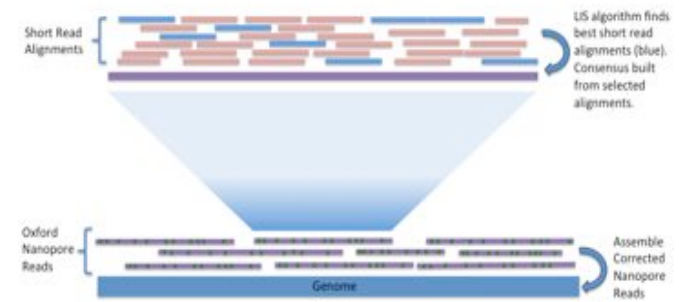 Short Read
Alignments
LIS algorithm finds
best short read
alignments (blue).
Consensus built
from selected
alignments.
Oxford
Nanopore
Reads
Genome
Assemble
Corrected
Nanopore
Reads